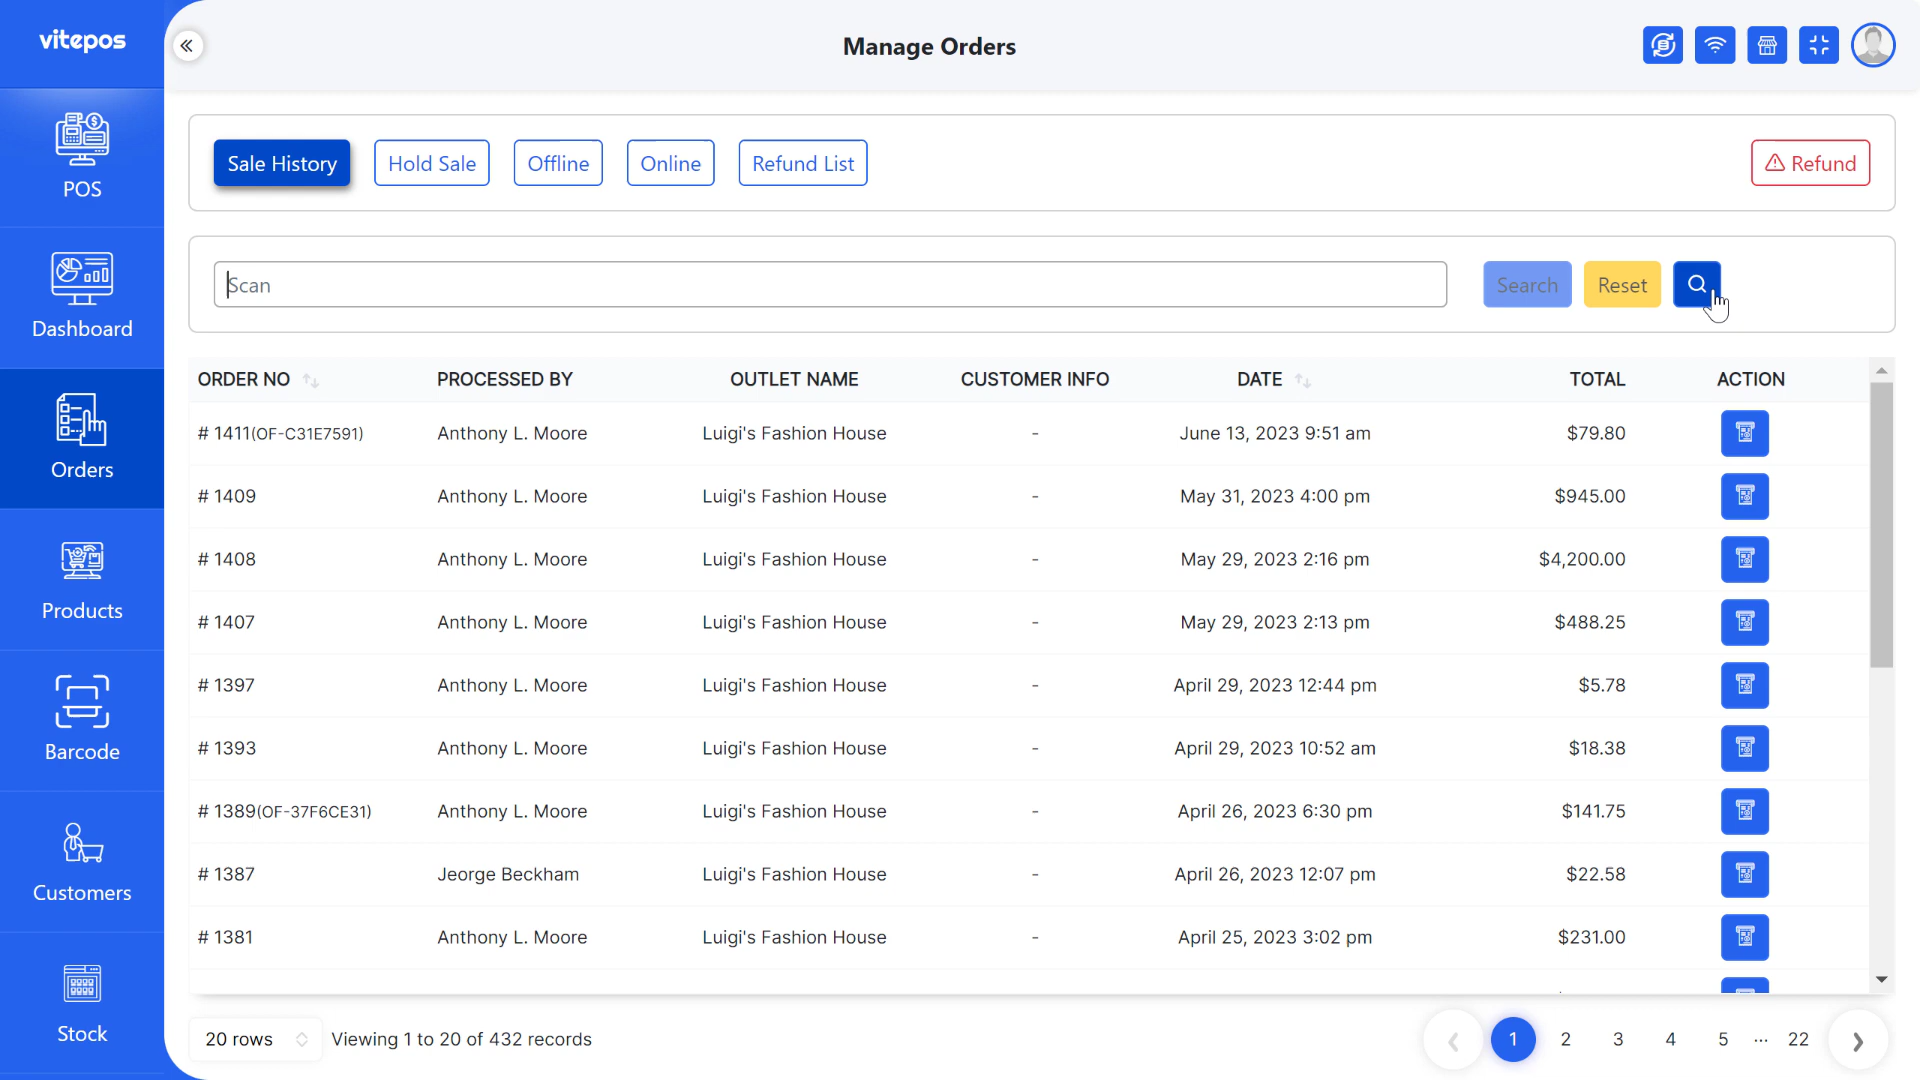 vitepos
Manage Orders
POS
Dashboard
Orders
Products
Barcode
Customers
Stock
Sale History Hold Sale Offline Online Refund List Refund
Scan Search Reset
ORDER NO PROCESSED BY OUTLET NAME CUSTOMER INFO DATE TOTAL ACTION
# 1411(OF-C31E7591) Anthony L. Moore Luigi's Fashion House - June 13, 2023 9:51 am $79.80
# 1409 Anthony L. Moore Luigi's Fashion House - May 31, 2023 4:00 pm $945.00
# 1408 Anthony L. Moore Luigi's Fashion House - May 29, 2023 2:16 pm $4,200.00
# 1407 Anthony L. Moore Luigi's Fashion House - May 29, 2023 2:13 pm $488.25
# 1397 Anthony L. Moore Luigi's Fashion House - April 29, 2023 12:44 pm $5.78
# 1393 Anthony L. Moore Luigi's Fashion House - April 29, 2023 10:52 am $18.38
# 1389(OF-37F6CE31) Anthony L. Moore Luigi's Fashion House - April 26, 2023 6:30 pm $141.75
# 1387 Jeorge Beckham Luigi's Fashion House - April 26, 2023 12:07 pm $22.58
# 1381 Anthony L. Moore Luigi's Fashion House - April 25, 2023 3:02 pm $231.00
20 rows Viewing 1 to 20 of 432 records 1 2 3 4 5 ... 22